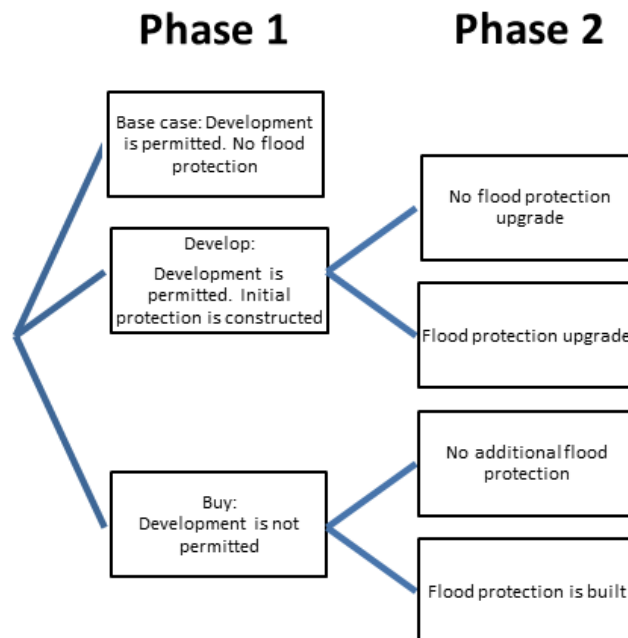 Phase 1
Phase 2
Base case: Development
is permitted. No flood
protection
Develop:
Development is
permitted. Initial
protection is constructed
Buy:
Development is not
permitted
No flood protection
upgrade
Flood protection upgrade
No additional flood
protection
Flood protection is built